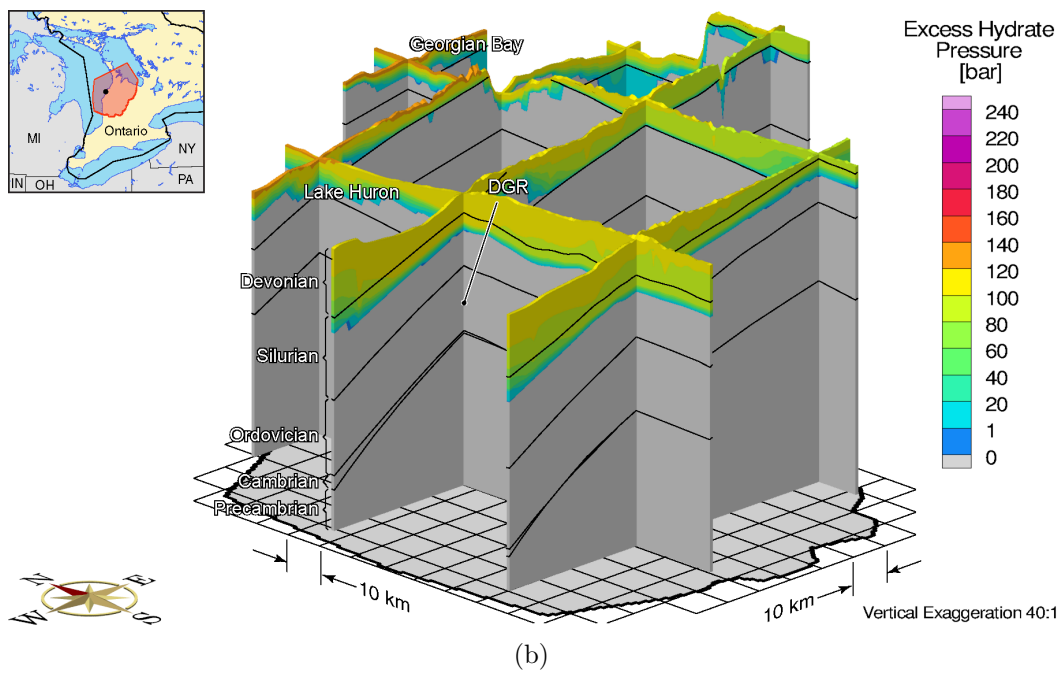 MI
Ontario
NY
PA
IN
OH
Georgian Bay
Lake Huron
DGR
Devonian
Silurian
Ordovician
Cambrian
Precambrian
10 km
10 km
N
E
W
S
Excess Hydrate
Pressure
[bar]
240
220
200
180
160
140
120
100
80
60
40
20
1
0
Vertical Exaggeration 40:1
(b)